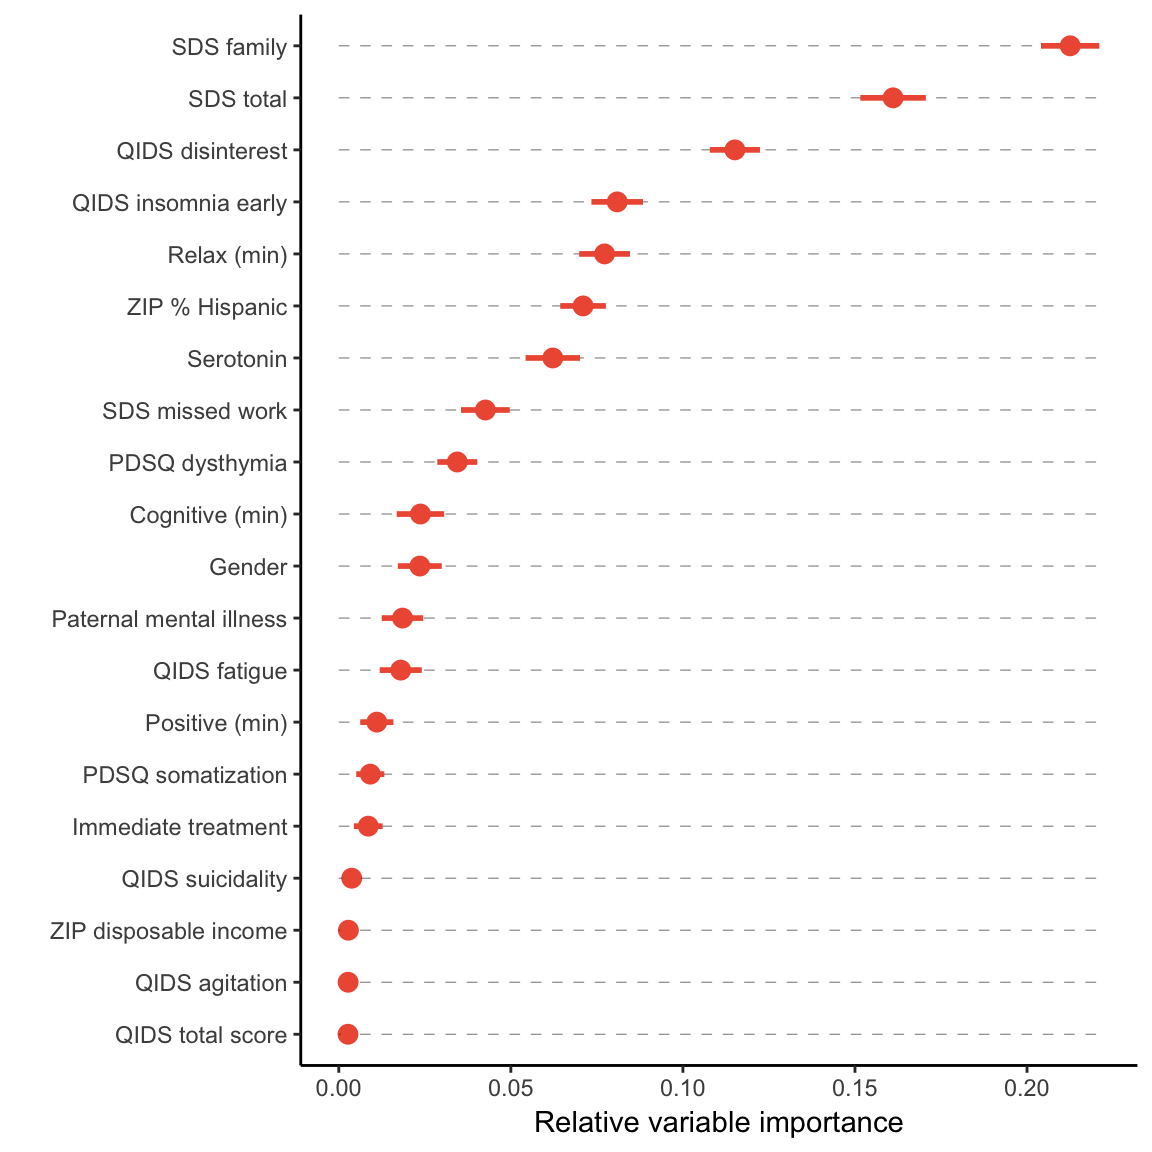 SDS family
SDS total
QIDS disinterest
QIDS insomnia early
Relax (min)
ZIP % Hispanic
Serotonin
SDS missed work
PDSQ dysthymia
Cognitive (min)
Gender
Paternal mental illness
QIDS fatigue
Positive (min)
PDSQ somatization
Immediate treatment
QIDS suicidality
ZIP disposable income
QIDS agitation
QIDS total score
0.00 0.05 0.10 0.15 0.20
Relative variable importance